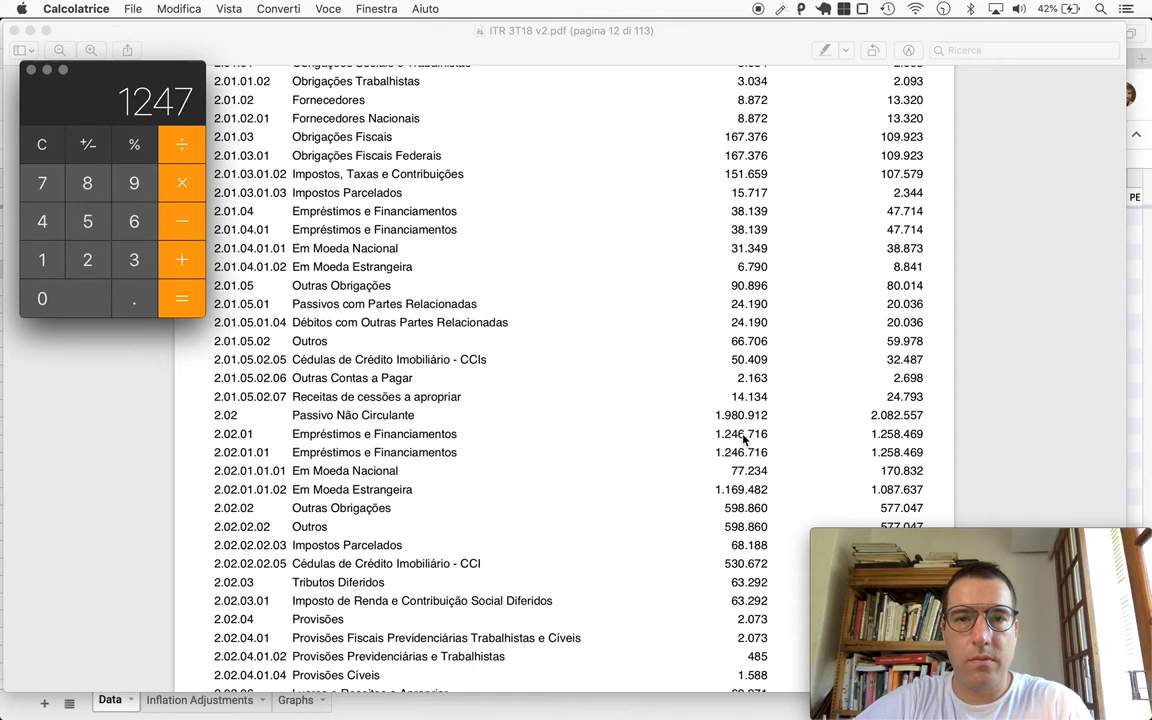 Calcolatrice File Modifica Vista Converti Voce Finestra Aiuto 42%
ITR 3T18 v2.pdf (pagina 12 di 113)
Ricerca
1247
C +/- % ÷
7 8 9 ×
4 5 6 −
1 2 3 +
0 . =
2.01.01.02 Obrigações Trabalhistas 3.034 2.093
2.01.02 Fornecedores 8.872 13.320
2.01.02.01 Fornecedores Nacionais 8.872 13.320
2.01.03 Obrigações Fiscais 167.376 109.923
2.01.03.01 Obrigações Fiscais Federais 167.376 109.923
2.01.03.01.02 Impostos, Taxas e Contribuições 151.659 107.579
2.01.03.01.03 Impostos Parcelados 15.717 2.344
2.01.04 Empréstimos e Financiamentos 38.139 47.714
2.01.04.01 Empréstimos e Financiamentos 38.139 47.714
2.01.04.01.01 Em Moeda Nacional 31.349 38.873
2.01.04.01.02 Em Moeda Estrangeira 6.790 8.841
2.01.05 Outras Obrigações 90.896 80.014
2.01.05.01 Passivos com Partes Relacionadas 24.190 20.036
2.01.05.01.04 Débitos com Outras Partes Relacionadas 24.190 20.036
2.01.05.02 Outros 66.706 59.978
2.01.05.02.05 Cédulas de Crédito Imobiliário - CCIs 50.409 32.487
2.01.05.02.06 Outras Contas a Pagar 2.163 2.698
2.01.05.02.07 Receitas de cessões a apropriar 14.134 24.793
2.02 Passivo Não Circulante 1.980.912 2.082.557
2.02.01 Empréstimos e Financiamentos 1.246.716 1.258.469
2.02.01.01 Empréstimos e Financiamentos 1.246.716 1.258.469
2.02.01.01.01 Em Moeda Nacional 77.234 170.832
2.02.01.01.02 Em Moeda Estrangeira 1.169.482 1.087.637
2.02.02 Outras Obrigações 598.860 577.047
2.02.02.02 Outros 598.860 577.047
2.02.02.02.03 Impostos Parcelados 68.188
2.02.02.02.05 Cédulas de Crédito Imobiliário - CCI 530.672
2.02.03 Tributos Diferidos 63.292
2.02.03.01 Imposto de Renda e Contribuição Social Diferidos 63.292
2.02.04 Provisões 2.073
2.02.04.01 Provisões Fiscais Previdenciárias Trabalhistas e Cíveis 2.073
2.02.04.01.02 Provisões Previdenciárias e Trabalhistas 485
2.02.04.01.04 Provisões Cíveis 1.588
PE
Data Inflation Adjustments Graphs